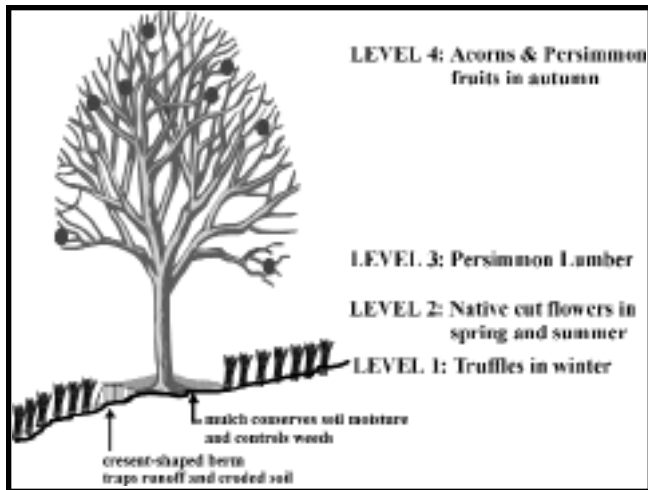 LEVEL 4: Acorns & Persimmon
fruits in autumn
LEVEL 3: Persimmon Lumber
LEVEL 2: Native cut flowers in
spring and summer
LEVEL 1: Truffles in winter
mulch conserves soil moisture
and controls weeds
cresent-shaped berm
traps runoff and eroded soil